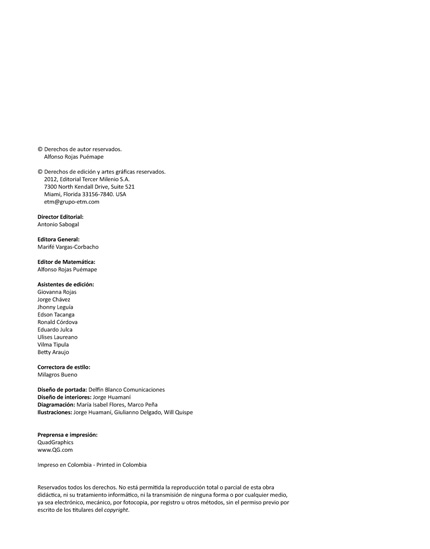 © Derechos de autor reservados.
Alfonso Rojas Puémape
© Derechos de edición y artes gráficas reservados.
2012, Editorial Tercer Milenio S.A.
7300 North Kendall Drive, Suite 521
Miami, Florida 33156-7840. USA
etm@grupo-etm.com
Director Editorial:
Antonio Sabogal
Editora General:
Marifé Vargas-Corbacho
Editor de Matemática:
Alfonso Rojas Puémape
Asistentes de edición:
Giovanna Rojas
Jorge Chávez
Jhonny Leguía
Edson Tacanga
Ronald Córdova
Eduardo Julca
Ulises Laureano
Vilma Tipula
Betty Araujo
Correctora de estilo:
Milagros Bueno
Diseño de portada: Delfin Blanco Comunicaciones
Diseño de interiores: Jorge Huamani
Diagramación: María Isabel Flores, Marco Peña
Ilustraciones: Jorge Huamani, Giulianno Delgado, Will Quispe
Preprensa e impresión:
QuadGraphics
www.QG.com
Impreso en Colombia - Printed in Colombia
Reservados todos los derechos. No está permitida la reproducción total o parcial de esta obra
didáctica, ni su tratamiento informático, ni la transmisión de ninguna forma o por cualquier medio,
ya sea electrónico, mecánico, por fotocopia, por registro u otros métodos, sin el permiso previo por
escrito de los titulares del copyright.